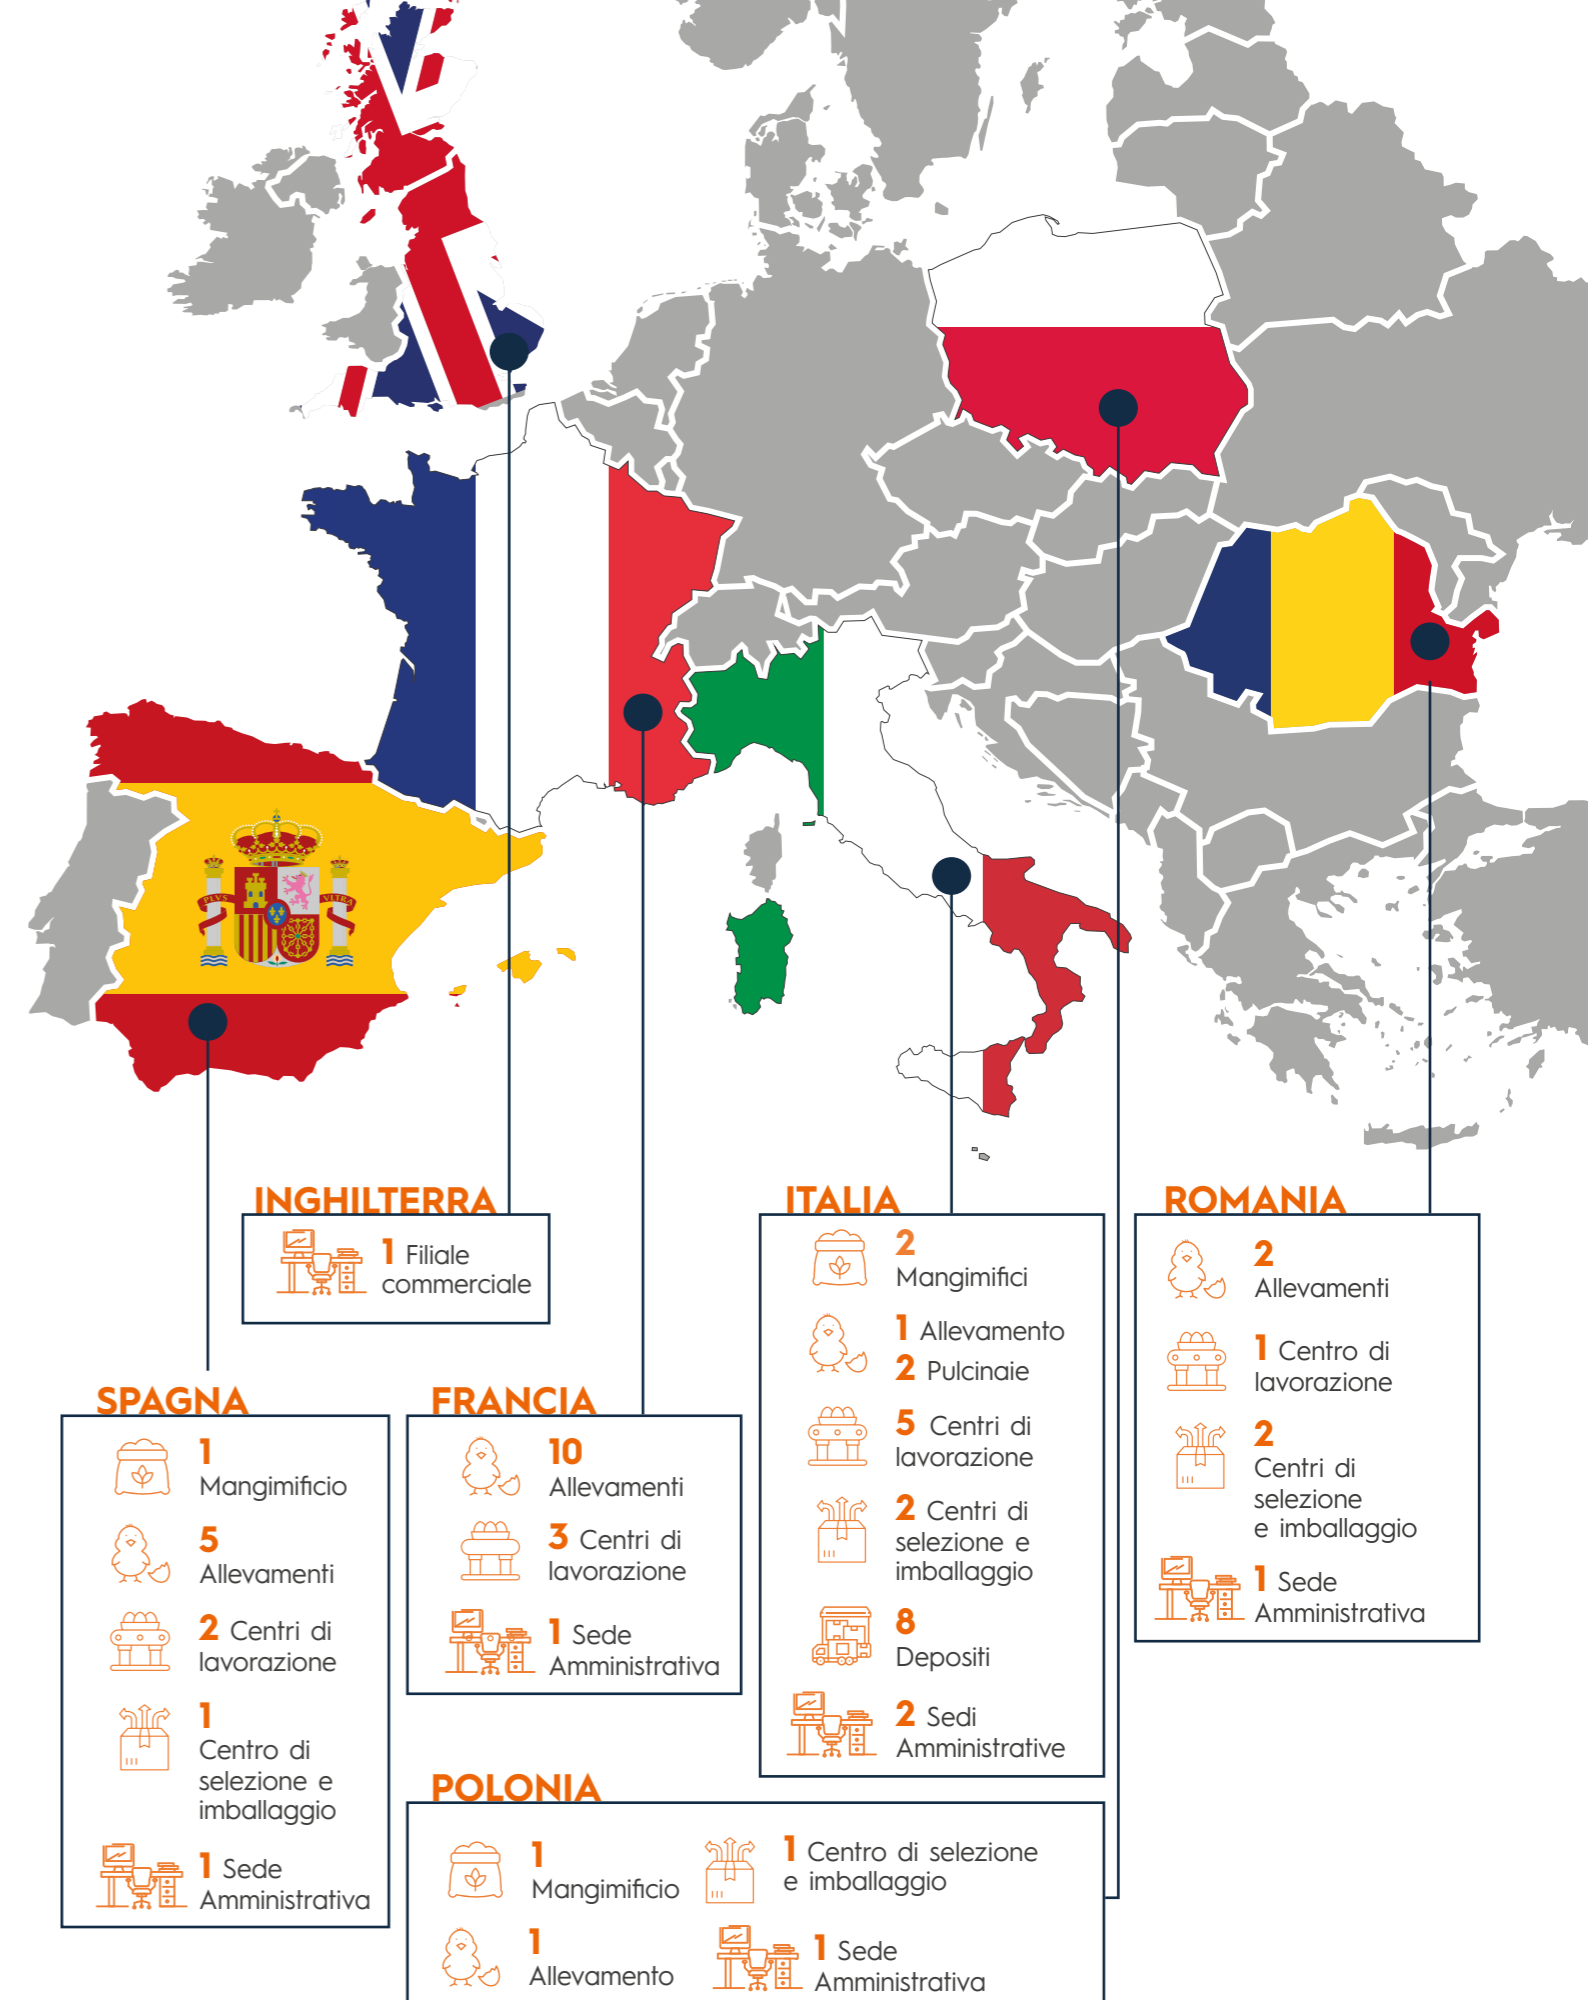 PLVS
VLTRA
INGHILTERRA
1 Filiale
commerciale
SPAGNA
1
Mangimificio
5
Allevamenti
2 Centri di
lavorazione
1
Centro di
selezione e
imballaggio
1 Sede
Amministrativa
FRANCIA
10
Allevamenti
3 Centri di
lavorazione
1 Sede
Amministrativa
ITALIA
2
Mangimifici
1 Allevamento
2 Pulcinaie
5 Centri di
lavorazione
2 Centri di
selezione e
imballaggio
8
Depositi
2 Sedi
Amministrative
ROMANIA
2
Allevamenti
1 Centro di
lavorazione
2
Centri di
selezione
e imballaggio
1 Sede
Amministrativa
POLONIA
1
Mangimificio
1 Centro di selezione
e imballaggio
1
Allevamento
1 Sede
Amministrativa